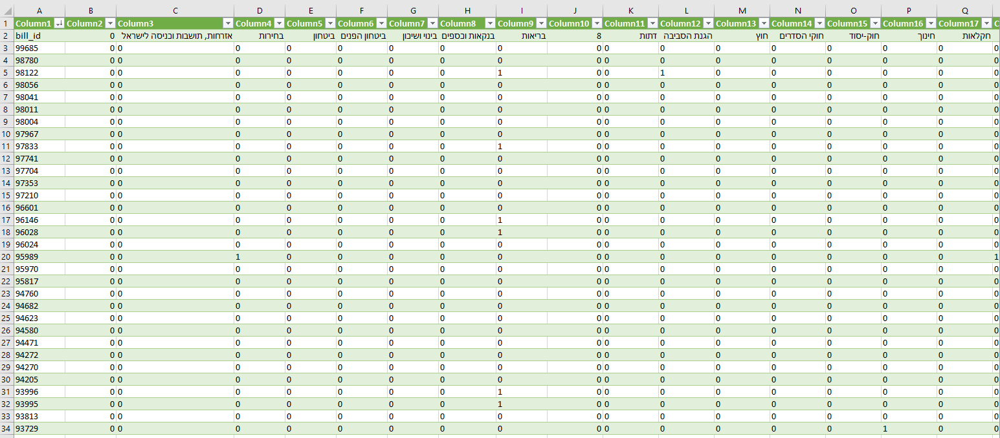 A B C D E F G H I J K L M N O P Q
1 Column1 Column2 Column3 Column4 Column5 Column6 Column7 Column8 Column9 Column10 Column11 Column12 Column13 Column14 Column15 Column16 Column17 C
2 bill_id 0 אזרחות, תושבות וכניסה לישראל בחירות ביטחון ביטחון הפנים בינוי ושיכון בנקאות וכספים בריאות 8 דתות הגנת הסביבה חוץ חוקי הסדרים חוק-יסוד חינוך חקלאות
3 99685 0 0 0 0 0 0 0 0 0 0 0 0 0 0 0 0 0
4 98780 0 0 0 0 0 0 0 0 0 0 0 0 0 0 0 0 0
5 98122 0 0 0 0 0 0 0 1 0 0 1 0 0 0 0 0 0
6 98056 0 0 0 0 0 0 0 0 0 0 0 0 0 0 0 0 0
7 98041 0 0 0 0 0 0 0 0 0 0 0 0 0 0 0 0 0
8 98011 0 0 0 0 0 0 0 0 0 0 0 0 0 0 0 0 0
9 98004 0 0 0 0 0 0 0 0 0 0 0 0 0 0 0 0 0
10 97967 0 0 0 0 0 0 0 0 0 0 0 0 0 0 0 0 0
11 97833 0 0 0 0 0 0 0 1 0 0 0 0 0 0 0 0 0
12 97741 0 0 0 0 0 0 0 0 0 0 0 0 0 0 0 0 0
13 97704 0 0 0 0 0 0 0 0 0 0 0 0 0 0 0 0 0
14 97353 0 0 0 0 0 0 0 0 0 0 0 0 0 0 0 0 0
15 97210 0 0 0 0 0 0 0 0 0 0 0 0 0 0 0 0 0
16 96601 0 0 0 0 0 0 0 0 0 0 0 0 0 0 0 0 0
17 96146 0 0 0 0 0 0 0 1 0 0 0 0 0 0 0 0 0
18 96028 0 0 0 0 0 0 0 1 0 0 0 0 0 0 0 0 0
19 96024 0 0 0 0 0 0 0 0 0 0 0 0 0 0 0 0 0
20 95989 0 0 1 0 0 0 0 0 0 0 0 0 0 0 0 0 1
21 95970 0 0 0 0 0 0 0 0 0 0 0 0 0 0 0 0 0
22 95817 0 0 0 0 0 0 0 0 0 0 0 0 0 0 0 0 0
23 94760 0 0 0 0 0 0 0 0 0 0 0 0 0 0 0 0 0
24 94682 0 0 0 0 0 0 0 0 0 0 0 0 0 0 0 0 0
25 94623 0 0 0 0 0 0 0 0 0 0 0 0 0 0 0 0 0
26 94580 0 0 0 0 0 0 0 0 0 0 0 0 0 0 0 0 0
27 94471 0 0 0 0 0 0 0 0 0 0 0 0 0 0 0 0 0
28 94272 0 0 0 0 0 0 0 0 0 0 0 0 0 0 0 0 0
29 94270 0 0 0 0 0 0 0 0 0 0 0 0 0 0 0 0 0
30 94205 0 0 0 0 0 0 0 0 0 0 0 0 0 0 0 0 0
31 93996 0 0 0 0 0 0 0 1 0 0 0 0 0 0 0 0 0
32 93995 0 0 0 0 0 0 0 1 0 0 0 0 0 0 0 0 0
33 93813 0 0 0 0 0 0 0 0 0 0 0 0 0 0 0 0 0
34 93729 0 0 0 0 0 0 0 0 0 0 0 0 0 0 1 0 0